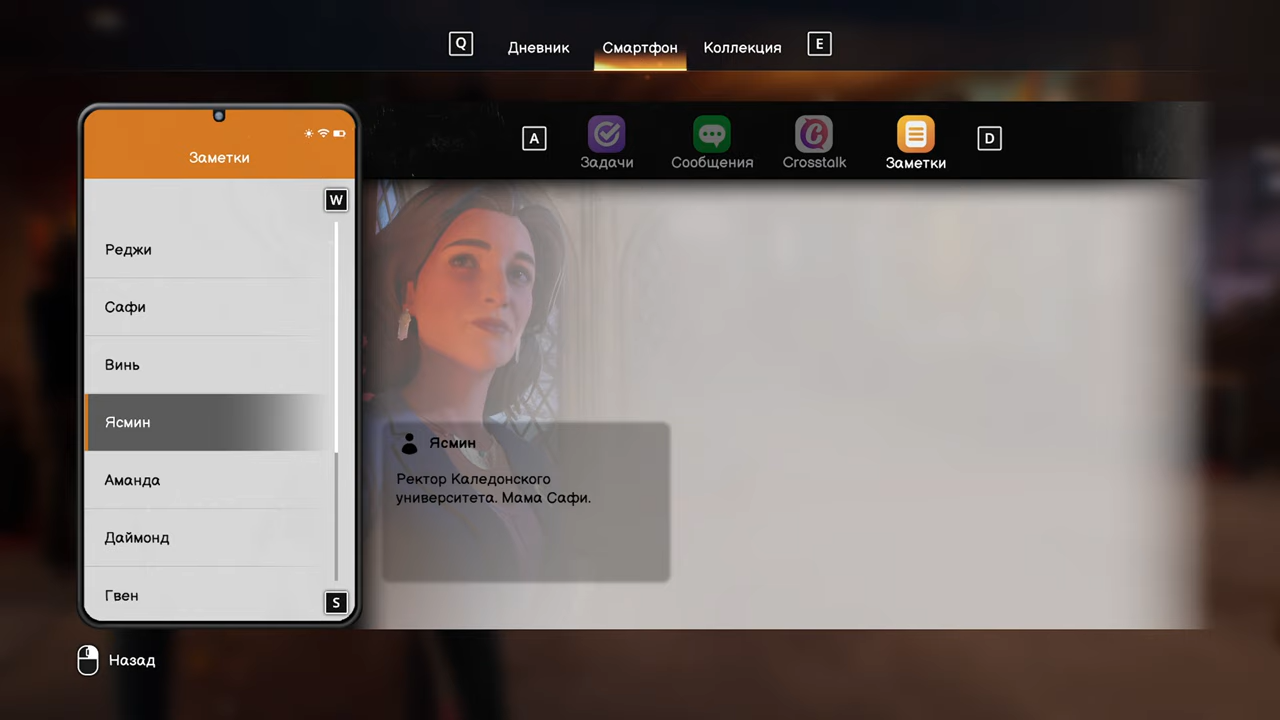 Q Дневник Смартфон Коллекция E
Заметки
A Задачи Сообщения Crosstalk Заметки D
W
Реджи
Сафи
Винь
Ясмин
Аманда
Даймонд
Гвен
S
Ясмин
Ректор Каледонского
университета. Мама Сафи.
Назад